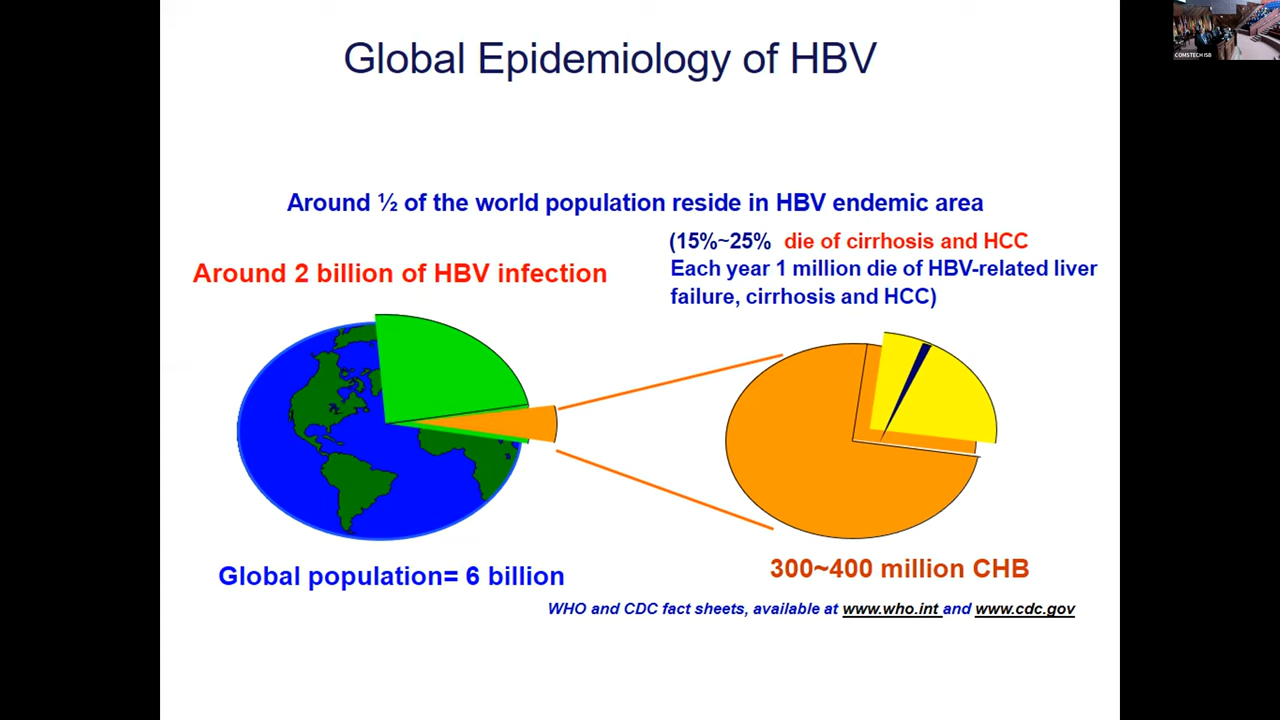 Global Epidemiology of HBV
COMSTECH ISB
Around ½ of the world population reside in HBV endemic area
(15%~25% die of cirrhosis and HCC
Each year 1 million die of HBV-related liver
failure, cirrhosis and HCC)
Around 2 billion of HBV infection
Global population= 6 billion
300~400 million CHB
WHO and CDC fact sheets, available at www.who.int and www.cdc.gov